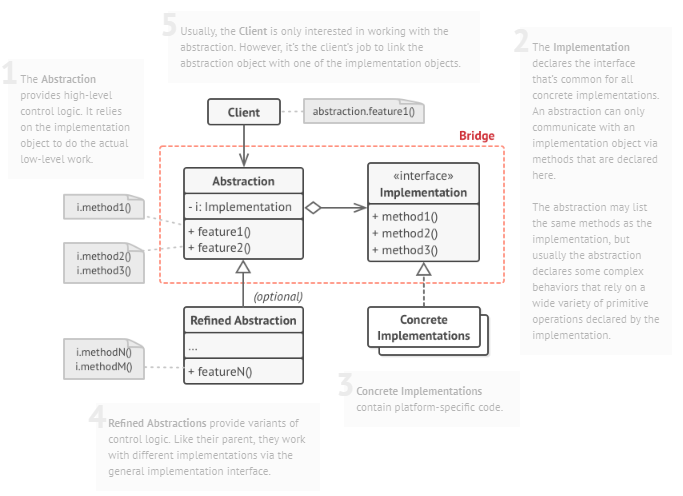 5
Usually, the Client is only interested in working with the
abstraction. However, it's the client's job to link the
abstraction object with one of the implementation objects.
1
The Abstraction
provides high-level
control logic. It relies
on the implementation
object to do the actual
low-level work.
2
The Implementation
declares the interface
that's common for all
concrete implementations.
An abstraction can only
communicate with an
implementation object via
methods that are declared
here.
The abstraction may list
the same methods as the
implementation, but
usually the abstraction
declares some complex
behaviors that rely on a
wide variety of primitive
operations declared by the
implementation.
Client
abstraction.feature1()
Bridge
Abstraction
- i: Implementation
+ feature1()
+ feature2()
«interface»
Implementation
+ method1()
+ method2()
+ method3()
i.method1()
i.method2()
i.method3()
(optional)
Refined Abstraction
...
+ featureN()
Concrete
Implementations
i.methodN()
i.methodM()
3
Concrete Implementations
contain platform-specific code.
4
Refined Abstractions provide variants of
control logic. Like their parent, they work
with different implementations via the
general implementation interface.